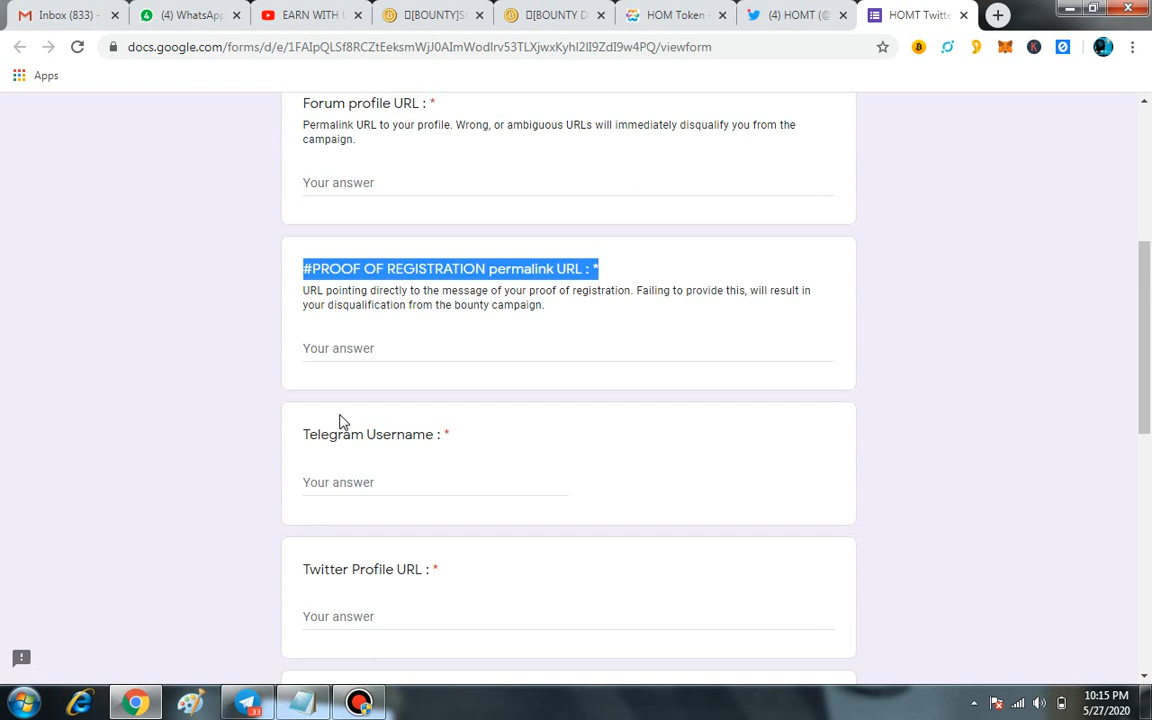 Inbox (833) -
(4) WhatsApp
EARN WITH
[BOUNTY]
[BOUNTY D
HOM Token -
(4) HOMT (@
HOMT Twitte
docs.google.com/forms/d/e/1FAIpQLSf8RCZtEeksmWjJ0AImWodlrv53TLXjwxKyhI2lI9ZdI9w4PQ/viewform
Apps
Forum profile URL : *
Permalink URL to your profile. Wrong, or ambiguous URLs will immediately disqualify you from the
campaign.
Your answer
#PROOF OF REGISTRATION permalink URL : *
URL pointing directly to the message of your proof of registration. Failing to provide this, will result in
your disqualification from the bounty campaign.
Your answer
Telegram Username : *
Your answer
Twitter Profile URL : *
Your answer
33
10:15 PM
5/27/2020